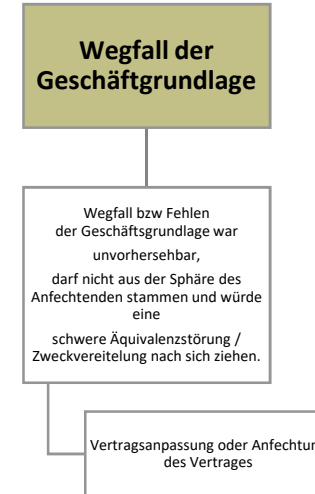 Wegfall der
Geschäftgrundlage
Wegfall bzw Fehlen
der Geschäftsgrundlage war
unvorhersehbar,
darf nicht aus der Sphäre des
Anfechtenden stammen und würde
eine
schwere Äquivalenzstörung /
Zweckvereitelung nach sich ziehen.
Vertragsanpassung oder Anfechtun
des Vertrages